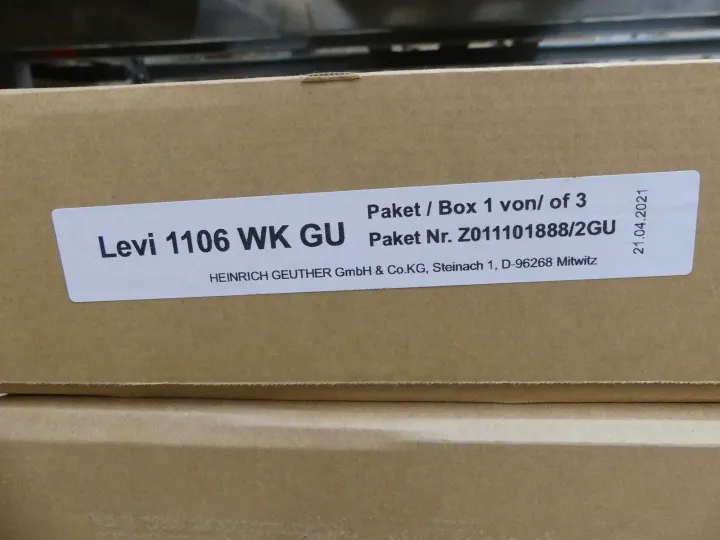 Levi 1106 WK GU
Paket / Box 1 von/ of 3
Paket Nr. Z011101888/2GU
HEINRICH GEUTHER GmbH & Co.KG, Steinach 1, D-96268 Mitwitz
21.04.2021